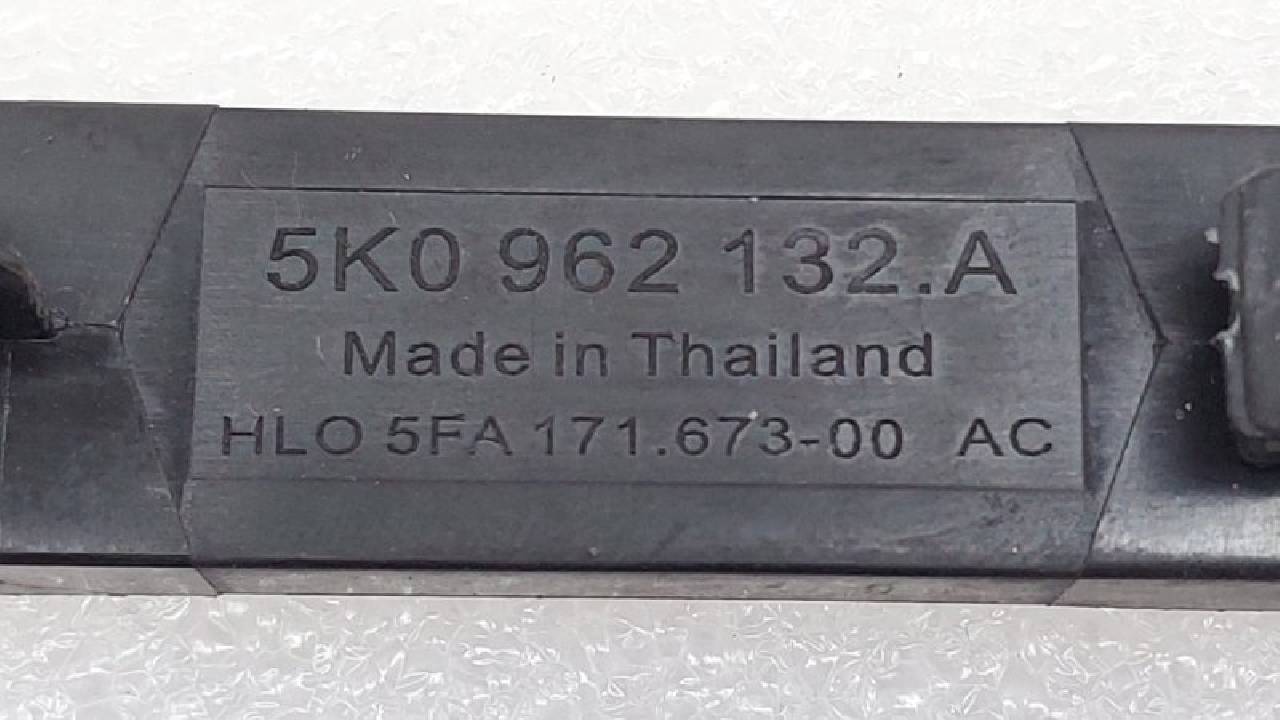 5K0 962 132.A
Made in Thailand
HLO 5FA 171.673-00 AC